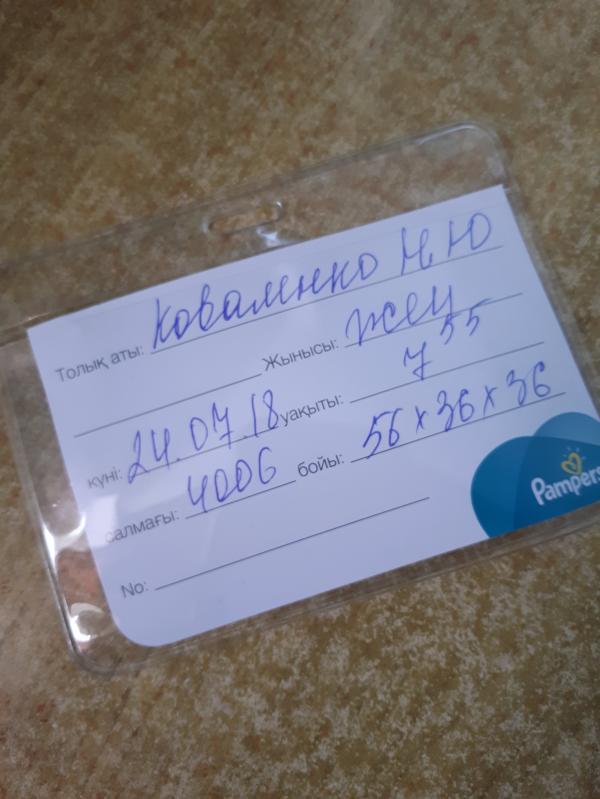 Толық аты: Коваленко Н.Ю
Жынысы: жен
күні: 24.07.18 уақыты: 7 55
салмағы: 4006 бойы: 56 x 36 x 36
No:
Pampers